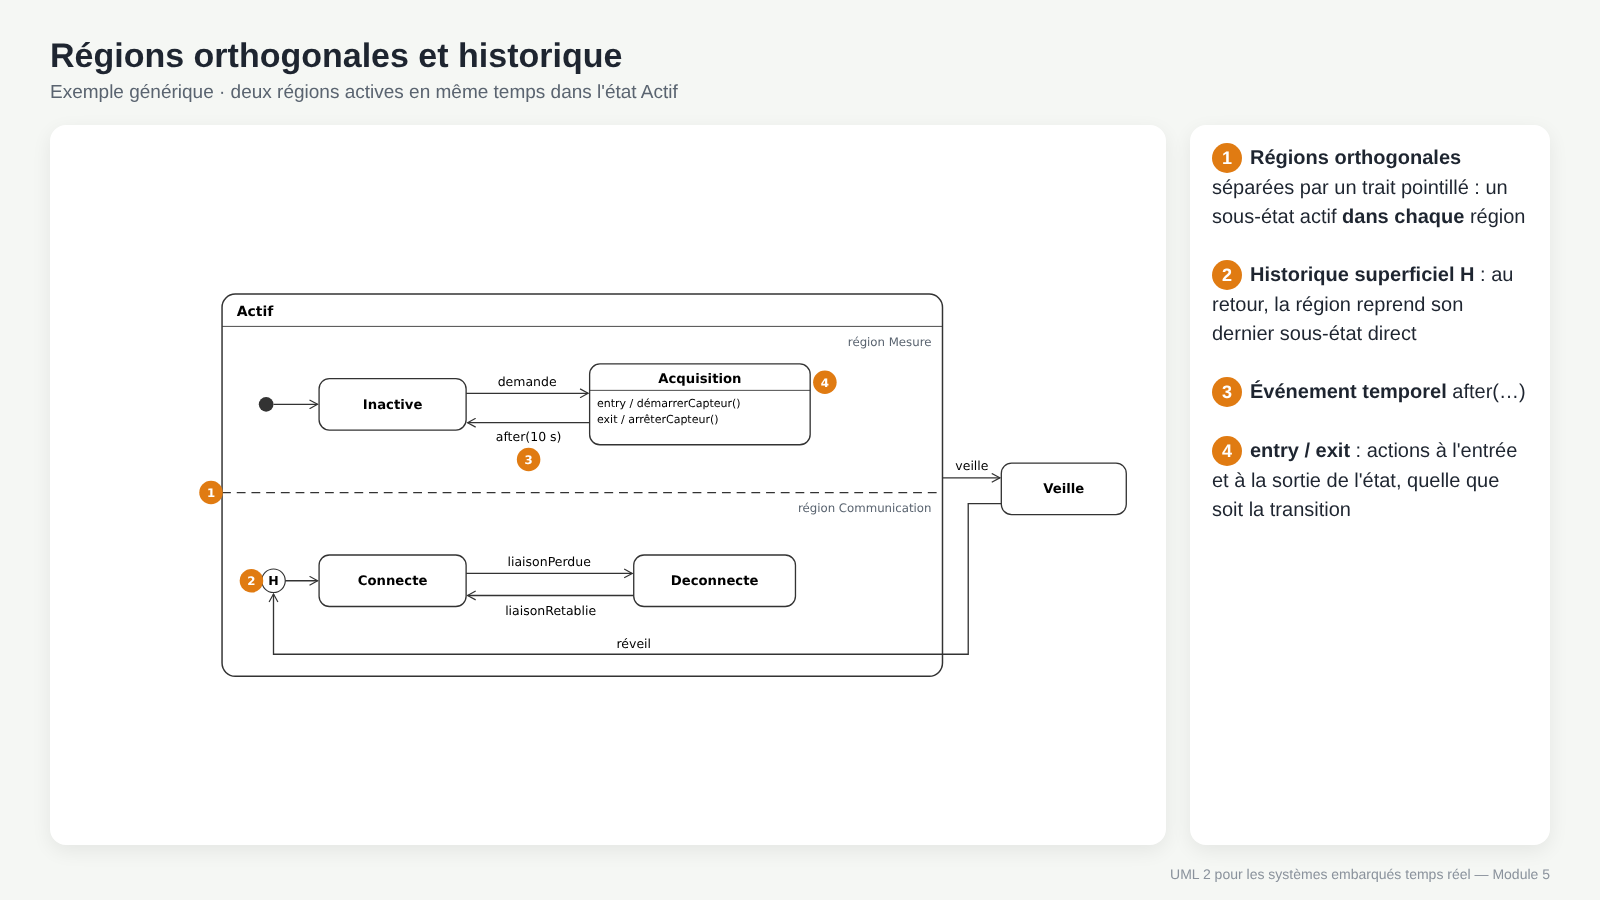 Régions orthogonales et historique
Exemple générique · deux régions actives en même temps dans l'état Actif
Actif
région Mesure
Inactive
demande
after(10 s)
3
Acquisition
entry / démarrerCapteur()
exit / arrêterCapteur()
4
1
région Communication
veille
Veille
2
H
Connecte
liaisonPerdue
liaisonRetablie
Deconnecte
réveil
1 Régions orthogonales
séparées par un trait pointillé : un
sous-état actif dans chaque région
2 Historique superficiel H : au
retour, la région reprend son
dernier sous-état direct
3 Événement temporel after(…)
4 entry / exit : actions à l'entrée
et à la sortie de l'état, quelle que
soit la transition
UML 2 pour les systèmes embarqués temps réel — Module 5